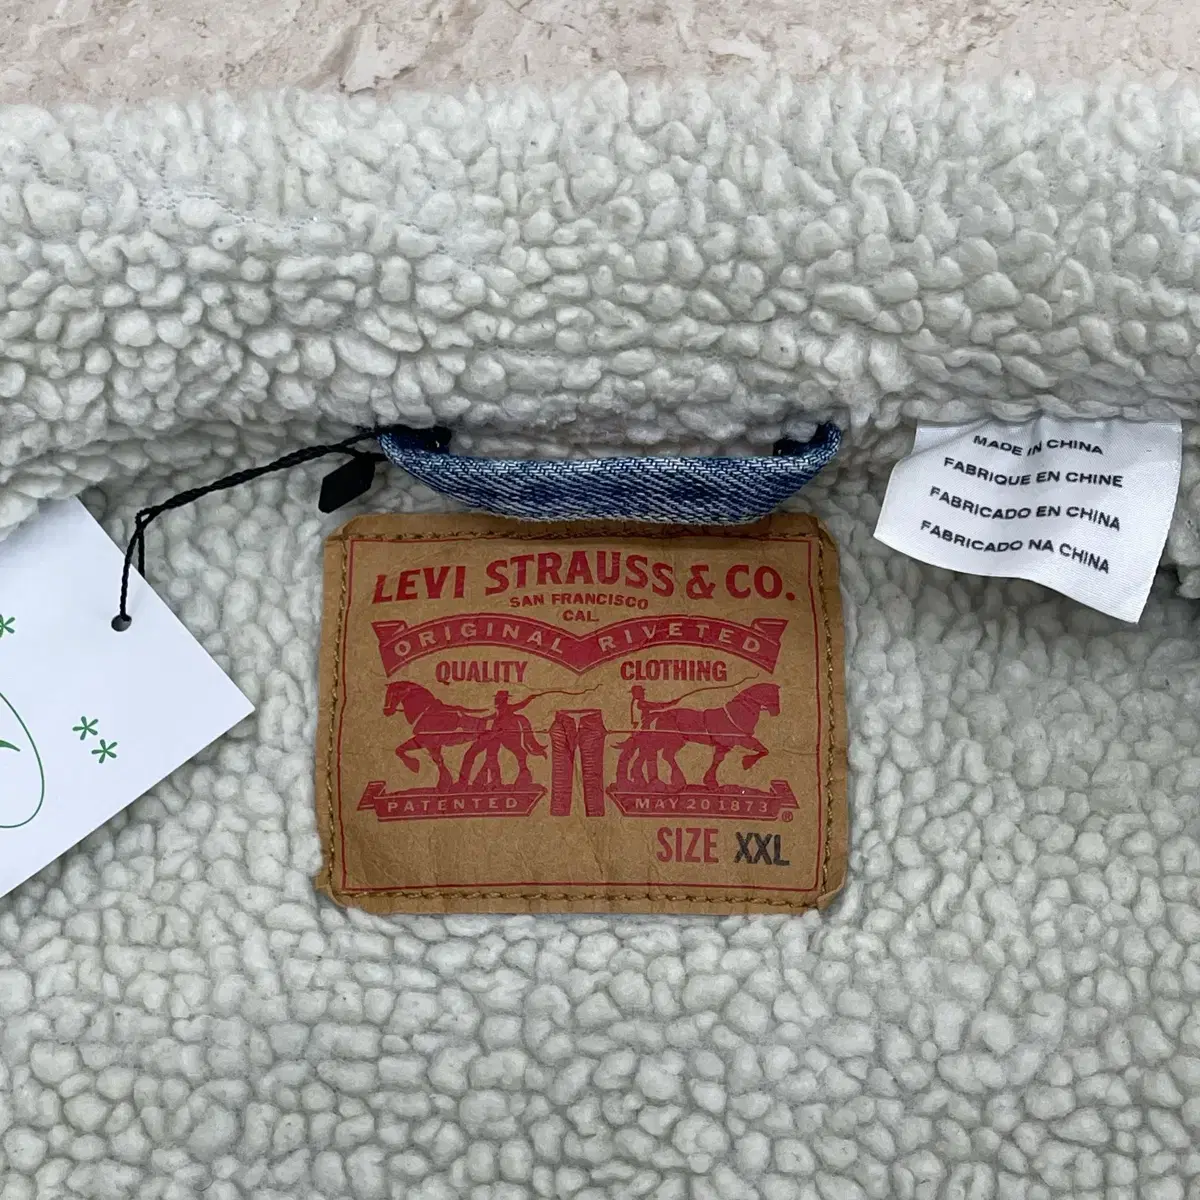 MADE IN CHINA
FABRIQUE EN CHINE
FABRICADO EN CHINA
FABRICADO NA CHINA
LEVI STRAUSS & CO.
SAN FRANCISCO
CAL.
ORIGINAL RIVETED
QUALITY CLOTHING
PATENTED MAY 20 1873 ®
SIZE XXL